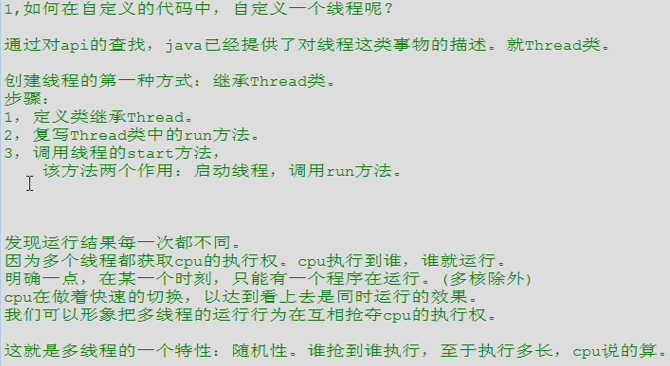 1,如何在自定义的代码中，自定义一个线程呢？
通过对api的查找，java已经提供了对线程这类事物的描述。就Thread类。
创建线程的第一种方式：继承Thread类。
步骤：
1，定义类继承Thread。
2，复写Thread类中的run方法。
3，调用线程的start方法，
该方法两个作用：启动线程，调用run方法。
发现运行结果每一次都不同。
因为多个线程都获取cpu的执行权。cpu执行到谁，谁就运行。
明确一点，在某一个时刻，只能有一个程序在运行。(多核除外)
cpu在做着快速的切换，以达到看上去是同时运行的效果。
我们可以形象把多线程的运行行为在互相抢夺cpu的执行权。
这就是多线程的一个特性：随机性。谁抢到谁执行，至于执行多长，cpu说的算。